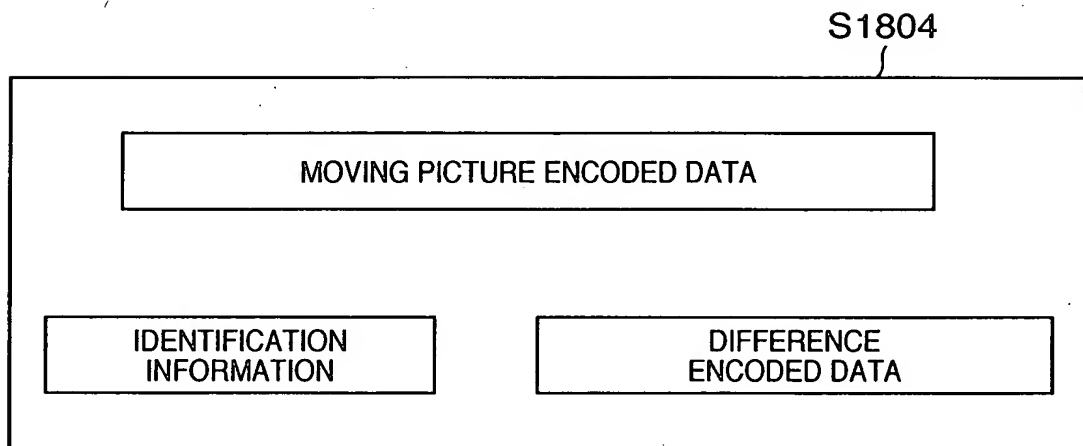 S1804
MOVING PICTURE ENCODED DATA
IDENTIFICATION
INFORMATION
DIFFERENCE
ENCODED DATA